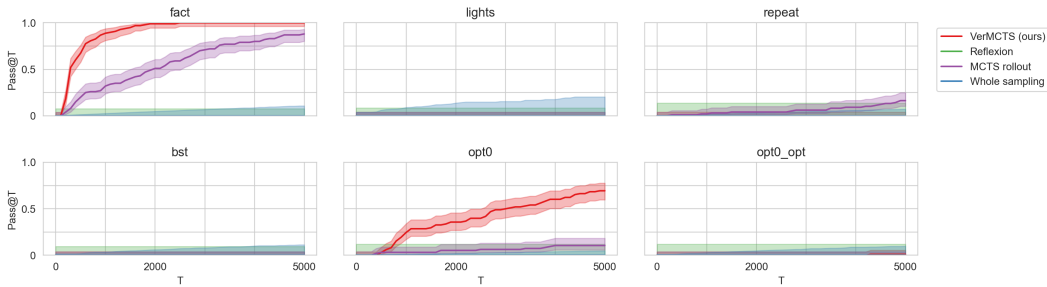 fact
lights
repeat
1.0
0.5
0
Pass@T
VerMCTS (ours)
Reflexion
MCTS rollout
Whole sampling
bst
opt0
opt0_opt
1.0
0.5
0
Pass@T
0
2000
5000
0
2000
5000
0
2000
5000
T
T
T